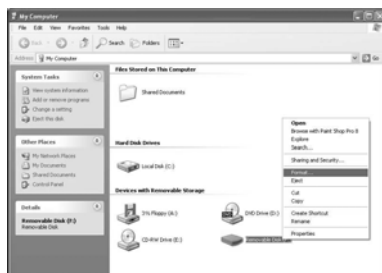 My Computer
File Edit View Favorites Tools Help
Back Search Folders
Address My Computer Go
System Tasks
View system information
Add or remove programs
Change a setting
Eject this disk
Other Places
My Network Places
My Documents
Shared Documents
Control Panel
Details
Removable Disk (F:)
Removable Disk
Files Stored on This Computer
Shared Documents
Hard Disk Drives
Local Disk (C:)
Devices with Removable Storage
3½ Floppy (A:)
DVD Drive (D:)
CD-RW Drive (E:)
Removable Disk
Open
Browse with Paint Shop Pro 8
Explore
Search...
Sharing and Security...
Format...
Eject
Cut
Copy
Create Shortcut
Rename
Properties